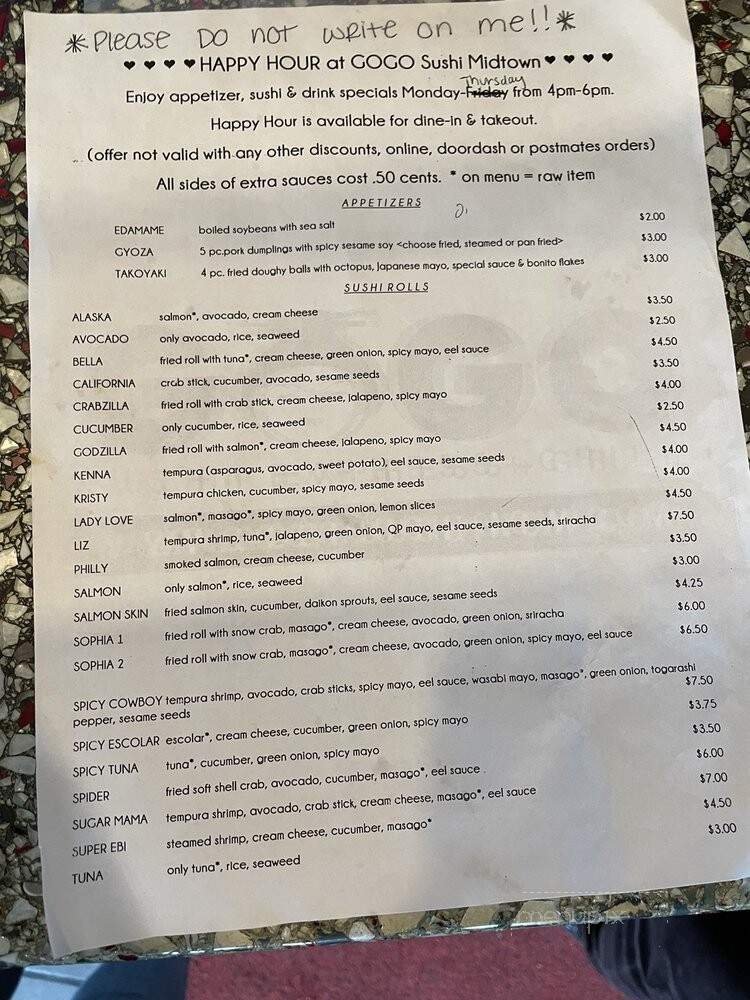 *Please DO not write on me!!*
♥ ♥ ♥ ♥ HAPPY HOUR at GOGO Sushi Midtown ♥ ♥ ♥ ♥
Thursday
Enjoy appetizer, sushi & drink specials Monday-Friday from 4pm-6pm.
Happy Hour is available for dine-in & takeout.
(offer not valid with any other discounts, online, doordash or postmates orders)
All sides of extra sauces cost .50 cents. * on menu = raw item
APPETIZERS
EDAMAME boiled soybeans with sea salt $2.00
GYOZA 5 pc.pork dumplings with spicy sesame soy <choose fried, steamed or pan fried> $3.00
TAKOYAKI 4 pc. fried doughy balls with octopus, Japanese mayo, special sauce & bonito flakes $3.00
SUSHI ROLLS
ALASKA salmon*, avocado, cream cheese $3.50
AVOCADO only avocado, rice, seaweed $2.50
BELLA fried roll with tuna*, cream cheese, green onion, spicy mayo, eel sauce $4.50
CALIFORNIA crab stick, cucumber, avocado, sesame seeds $3.50
CRABZILLA fried roll with crab stick, cream cheese, jalapeno, spicy mayo $4.00
CUCUMBER only cucumber, rice, seaweed $2.50
GODZILLA fried roll with salmon*, cream cheese, jalapeno, spicy mayo $4.50
KENNA tempura (asparagus, avocado, sweet potato), eel sauce, sesame seeds $4.00
KRISTY tempura chicken, cucumber, spicy mayo, sesame seeds $4.00
LADY LOVE salmon*, masago*, spicy mayo, green onion, lemon slices $4.50
LIZ tempura shrimp, tuna*, jalapeno, green onion, QP mayo, eel sauce, sesame seeds, sriracha $7.50
PHILLY smoked salmon, cream cheese, cucumber $3.50
SALMON only salmon*, rice, seaweed $3.00
SALMON SKIN fried salmon skin, cucumber, daikon sprouts, eel sauce, sesame seeds $4.25
SOPHIA 1 fried roll with snow crab, masago*, cream cheese, avocado, green onion, sriracha $6.00
SOPHIA 2 fried roll with snow crab, masago*, cream cheese, avocado, green onion, spicy mayo, eel sauce $6.50
SPICY COWBOY tempura shrimp, avocado, crab sticks, spicy mayo, eel sauce, wasabi mayo, masago*, green onion, togarashi
pepper, sesame seeds $7.50
SPICY ESCOLAR escolar*, cream cheese, cucumber, green onion, spicy mayo $3.75
SPICY TUNA tuna*, cucumber, green onion, spicy mayo $3.50
SPIDER fried soft shell crab, avocado, cucumber, masago*, eel sauce $6.00
SUGAR MAMA tempura shrimp, avocado, crab stick, cream cheese, masago*, eel sauce $7.00
SUPER EBI steamed shrimp, cream cheese, cucumber, masago* $4.50
TUNA only tuna*, rice, seaweed $3.00
menupix